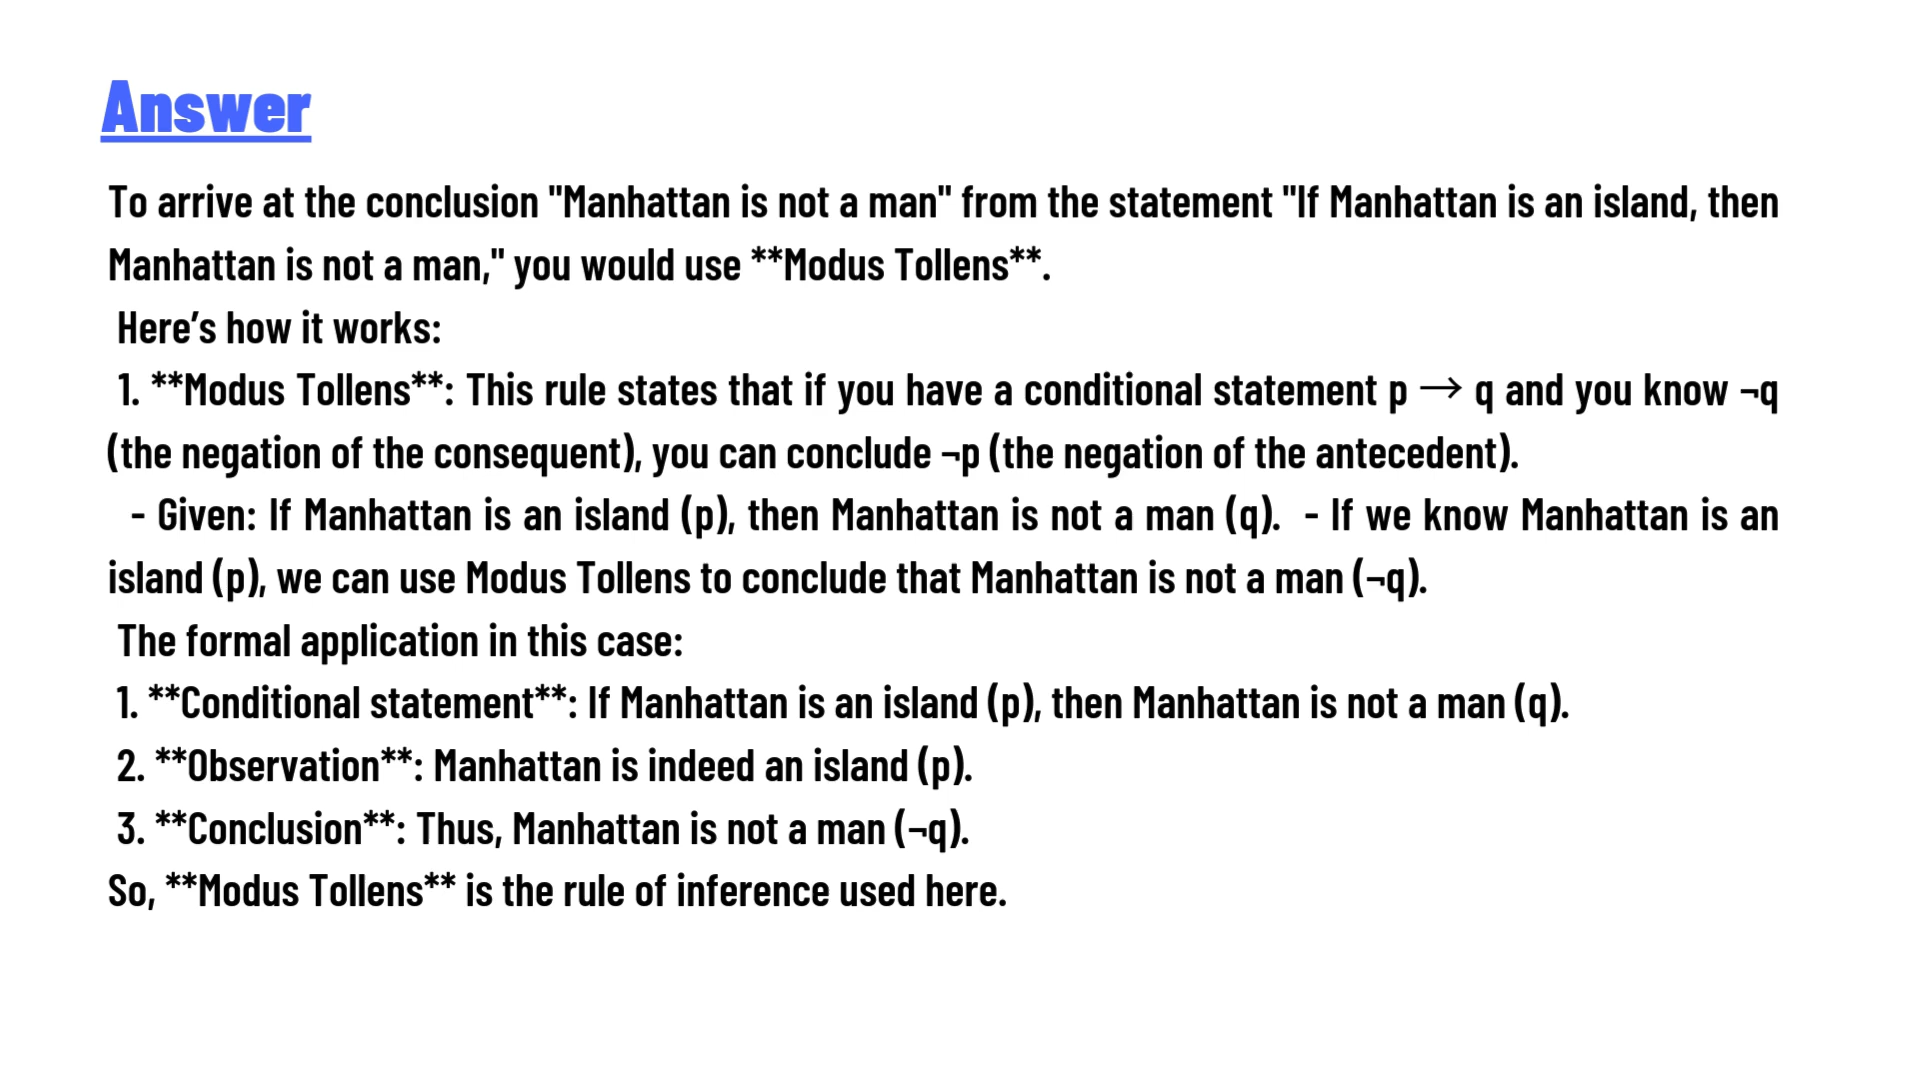 Answer
To arrive at the conclusion "Manhattan is not a man" from the statement "If Manhattan is an island, then
Manhattan is not a man," you would use **Modus Tollens**.
Here’s how it works:
1. **Modus Tollens**: This rule states that if you have a conditional statement p → q and you know ¬q
(the negation of the consequent), you can conclude ¬p (the negation of the antecedent).
- Given: If Manhattan is an island (p), then Manhattan is not a man (q). - If we know Manhattan is an
island (p), we can use Modus Tollens to conclude that Manhattan is not a man (¬q).
The formal application in this case:
1. **Conditional statement**: If Manhattan is an island (p), then Manhattan is not a man (q).
2. **Observation**: Manhattan is indeed an island (p).
3. **Conclusion**: Thus, Manhattan is not a man (¬q).
So, **Modus Tollens** is the rule of inference used here.